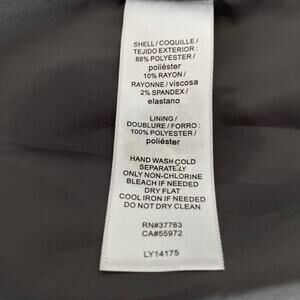 SHELL / COQUILLE /
TEJIDO EXTERIOR :
88% POLYESTER /
poliéster
10% RAYON /
RAYONNE / viscosa
2% SPANDEX /
elastano
LINING /
DOUBLURE / FORRO :
100% POLYESTER /
poliéster
HAND WASH COLD
SEPARATELY
ONLY NON-CHLORINE
BLEACH IF NEEDED
DRY FLAT
COOL IRON IF NEEDED
DO NOT DRY CLEAN
RN#37763
CA#55972
LY14175